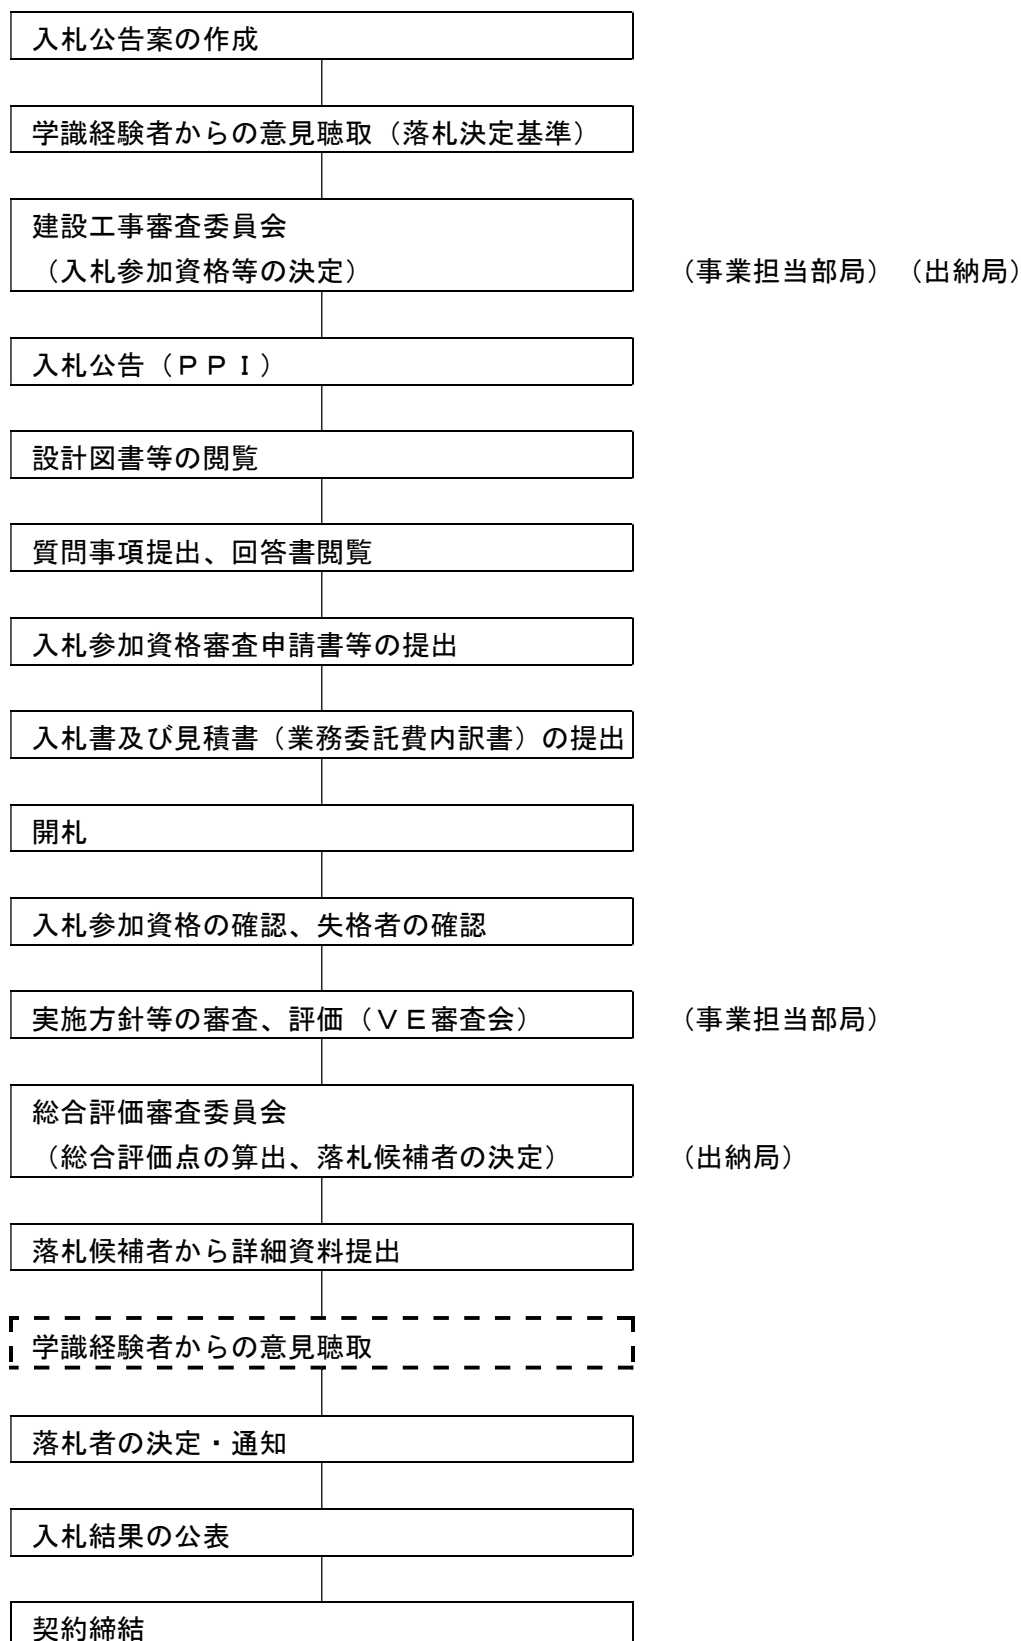 入札公告案の作成
学識経験者からの意見聴取（落札決定基準）
建設工事審査委員会
（入札参加資格等の決定） （事業担当部局）（出納局）
入札公告（ＰＰＩ）
設計図書等の閲覧
質問事項提出、回答書閲覧
入札参加資格審査申請書等の提出
入札書及び見積書（業務委託費内訳書）の提出
開札
入札参加資格の確認、失格者の確認
実施方針等の審査、評価（ＶＥ審査会） （事業担当部局）
総合評価審査委員会
（総合評価点の算出、落札候補者の決定） （出納局）
落札候補者から詳細資料提出
学識経験者からの意見聴取
落札者の決定・通知
入札結果の公表
契約締結